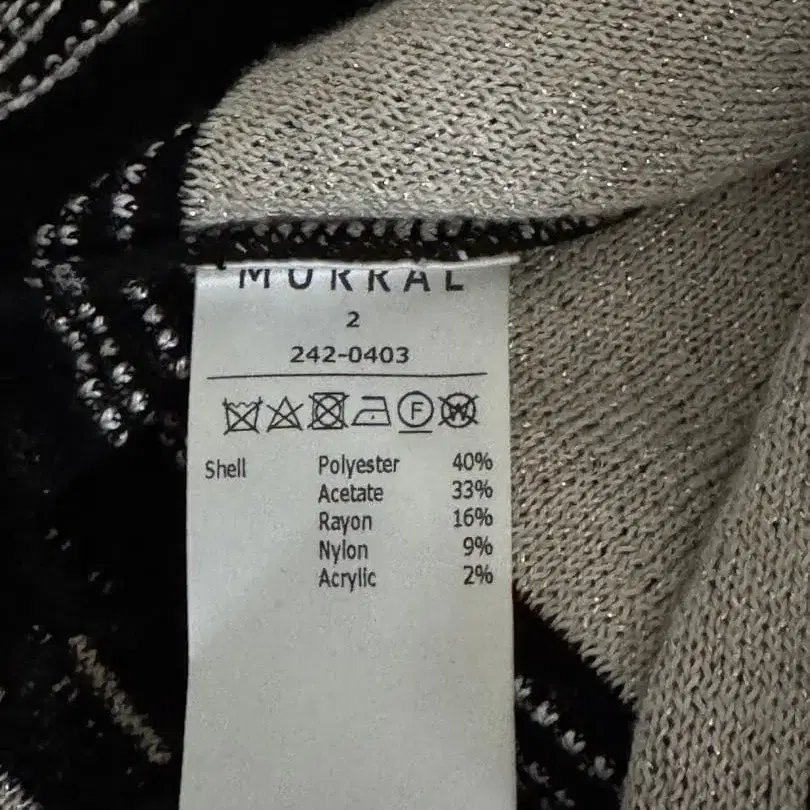 MURRAL
2
242-0403
F W
Shell Polyester 40%
Acetate 33%
Rayon 16%
Nylon 9%
Acrylic 2%